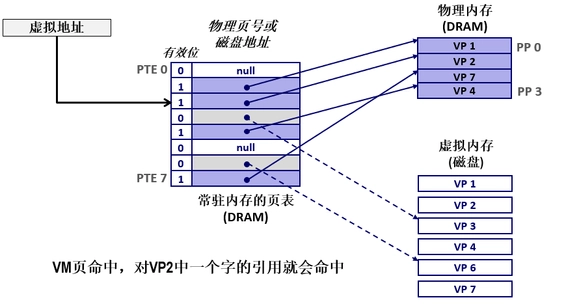 虚拟地址
物理页号或
磁盘地址
有效位
PTE 0
0
null
1
1
0
1
0
null
0
PTE 7
1
常驻内存的页表
(DRAM)
物理内存
(DRAM)
VP 1
PP 0
VP 2
VP 7
VP 4
PP 3
虚拟内存
(磁盘)
VP 1
VP 2
VP 3
VP 4
VP 6
VP 7
VM页命中，对VP2中一个字的引用就会命中